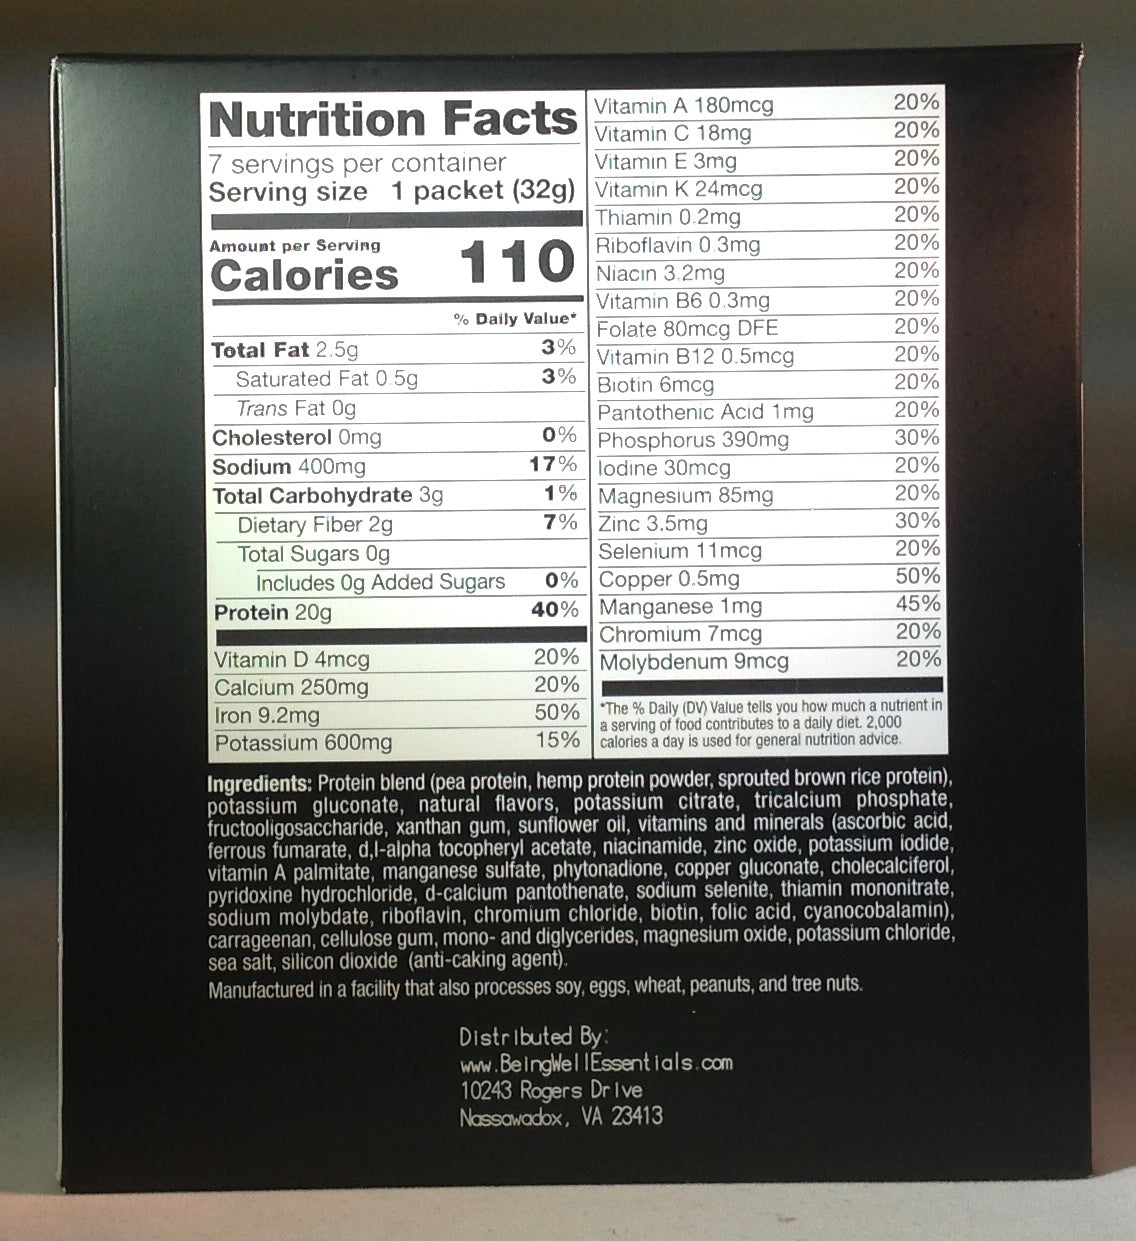 Nutrition Facts
7 servings per container
Serving size 1 packet (32g)
Amount per Serving
Calories 110
% Daily Value*
Total Fat 2.5g 3%
Saturated Fat 0.5g 3%
Trans Fat 0g
Cholesterol 0mg 0%
Sodium 400mg 17%
Total Carbohydrate 3g 1%
Dietary Fiber 2g 7%
Total Sugars 0g
Includes 0g Added Sugars 0%
Protein 20g 40%
Vitamin D 4mcg 20%
Calcium 250mg 20%
Iron 9.2mg 50%
Potassium 600mg 15%
Vitamin A 180mcg 20%
Vitamin C 18mg 20%
Vitamin E 3mg 20%
Vitamin K 24mcg 20%
Thiamin 0.2mg 20%
Riboflavin 0.3mg 20%
Niacin 3.2mg 20%
Vitamin B6 0.3mg 20%
Folate 80mcg DFE 20%
Vitamin B12 0.5mcg 20%
Biotin 6mcg 20%
Pantothenic Acid 1mg 20%
Phosphorus 390mg 30%
Iodine 30mcg 20%
Magnesium 85mg 20%
Zinc 3.5mg 30%
Selenium 11mcg 20%
Copper 0.5mg 50%
Manganese 1mg 45%
Chromium 7mcg 20%
Molybdenum 9mcg 20%
*The % Daily (DV) Value tells you how much a nutrient in
a serving of food contributes to a daily diet. 2,000
calories a day is used for general nutrition advice.
Ingredients: Protein blend (pea protein, hemp protein powder, sprouted brown rice protein),
potassium gluconate, natural flavors, potassium citrate, tricalcium phosphate,
fructooligosaccharide, xanthan gum, sunflower oil, vitamins and minerals (ascorbic acid,
ferrous fumarate, d,l-alpha tocopheryl acetate, niacinamide, zinc oxide, potassium iodide,
vitamin A palmitate, manganese sulfate, phytonadione, copper gluconate, cholecalciferol,
pyridoxine hydrochloride, d-calcium pantothenate, sodium selenite, thiamin mononitrate,
sodium molybdate, riboflavin, chromium chloride, biotin, folic acid, cyanocobalamin),
carrageenan, cellulose gum, mono- and diglycerides, magnesium oxide, potassium chloride,
sea salt, silicon dioxide (anti-caking agent).
Manufactured in a facility that also processes soy, eggs, wheat, peanuts, and tree nuts.
Distributed By:
www.BeingWellEssentials.com
10243 Rogers Drive
Nassawadox, VA 23413